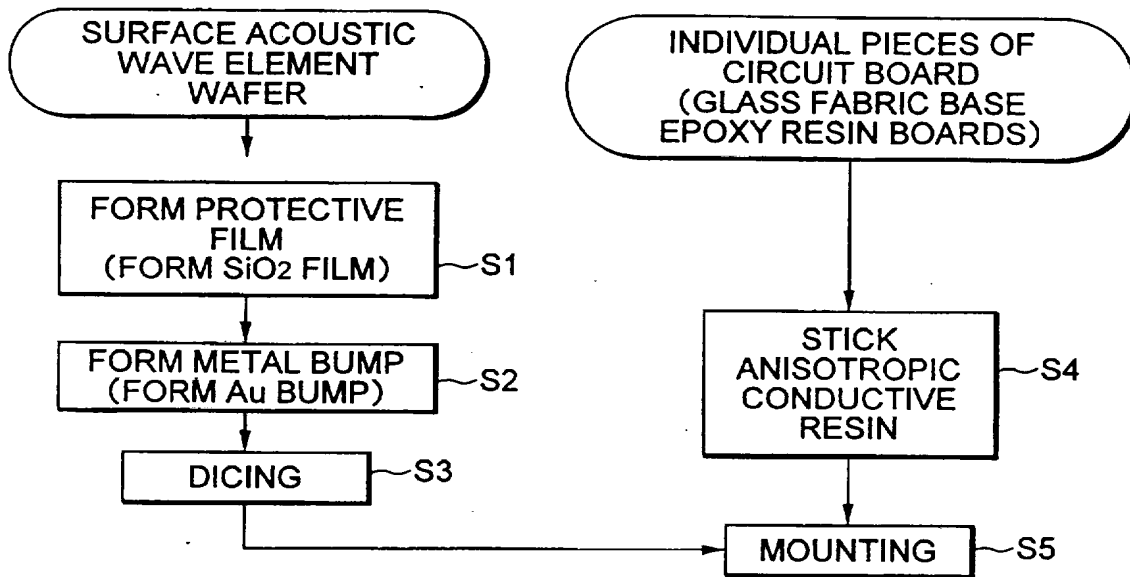 SURFACE ACOUSTIC
WAVE ELEMENT
WAFER
FORM PROTECTIVE
FILM
(FORM SiO2 FILM)
S1
FORM METAL BUMP
(FORM Au BUMP)
S2
DICING
S3
INDIVIDUAL PIECES OF
CIRCUIT BOARD
(GLASS FABRIC BASE
EPOXY RESIN BOARDS)
STICK
ANISOTROPIC
CONDUCTIVE
RESIN
S4
MOUNTING
S5